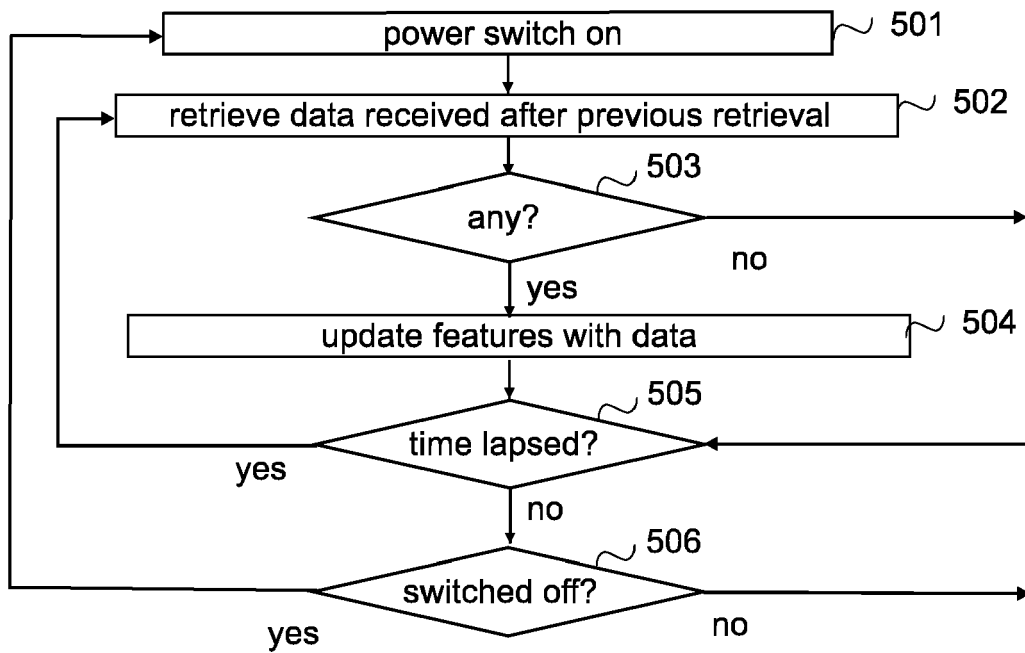 power switch on
501
retrieve data received after previous retrieval
502
503
any?
no
yes
update features with data
504
505
time lapsed?
yes
no
506
switched off?
yes
no